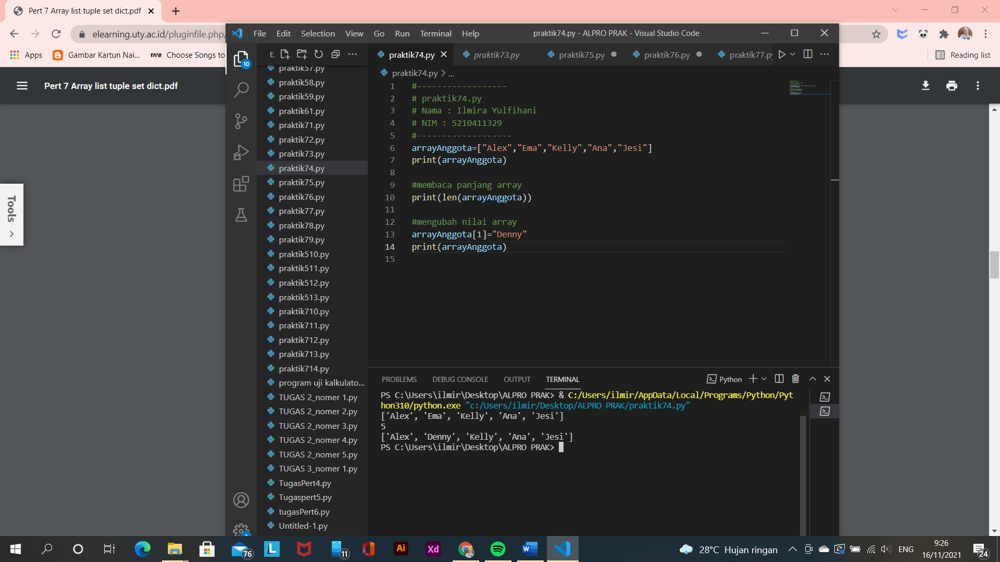 Pert 7 Array list tuple set dict.pdf
elearning.uty.ac.id/pluginfile.php/
Apps
Gambar Kartun Nai...
Choose Songs to
Reading list
Pert 7 Array list tuple set dict.pdf
Tools
File Edit Selection View Go Run Terminal Help
praktik74.py - ALPRO PRAK - Visual Studio Code
10
E.
praktik57.py
praktik58.py
praktik59.py
praktik61.py
praktik71.py
praktik72.py
praktik73.py
praktik74.py
praktik75.py
praktik76.py
praktik77.py
praktik78.py
praktik79.py
praktik510.py
praktik511.py
praktik512.py
praktik513.py
praktik710.py
praktik711.py
praktik712.py
praktik713.py
praktik714.py
program uji kalkulato...
TUGAS 2_nomer 1.py
TUGAS 2_nomer 2.py
TUGAS 2_nomer 3.py
TUGAS 2_nomer 4.py
TUGAS 2_nomer 5.py
TUGAS 3_nomer 1.py
TugasPert4.py
Tugaspert5.py
tugasPert6.py
Untitled-1.py
praktik74.py praktik73.py praktik75.py praktik76.py praktik77.py
praktik74.py > ...
1 #------------------
2 # praktik74.py
3 # Nama : Ilmira Yulfihani
4 # NIM : 5210411329
5 #-------------------
6 arrayAnggota=["Alex","Ema","Kelly","Ana","Jesi"]
7 print(arrayAnggota)
8
9 #membaca panjang array
10 print(len(arrayAnggota))
11
12 #mengubah nilai array
13 arrayAnggota[1]="Denny"
14 print(arrayAnggota)
15
PROBLEMS DEBUG CONSOLE OUTPUT TERMINAL
Python
PS C:\Users\ilmir\Desktop\ALPRO PRAK> & C:/Users/ilmir/AppData/Local/Programs/Python/Pyt
hon310/python.exe "c:/Users/ilmir/Desktop/ALPRO PRAK/praktik74.py"
['Alex', 'Ema', 'Kelly', 'Ana', 'Jesi']
5
['Alex', 'Denny', 'Kelly', 'Ana', 'Jesi']
PS C:\Users\ilmir\Desktop\ALPRO PRAK>
76
L
11
Ai
Xd
28°C Hujan ringan
ENG
9:26
16/11/2021
24